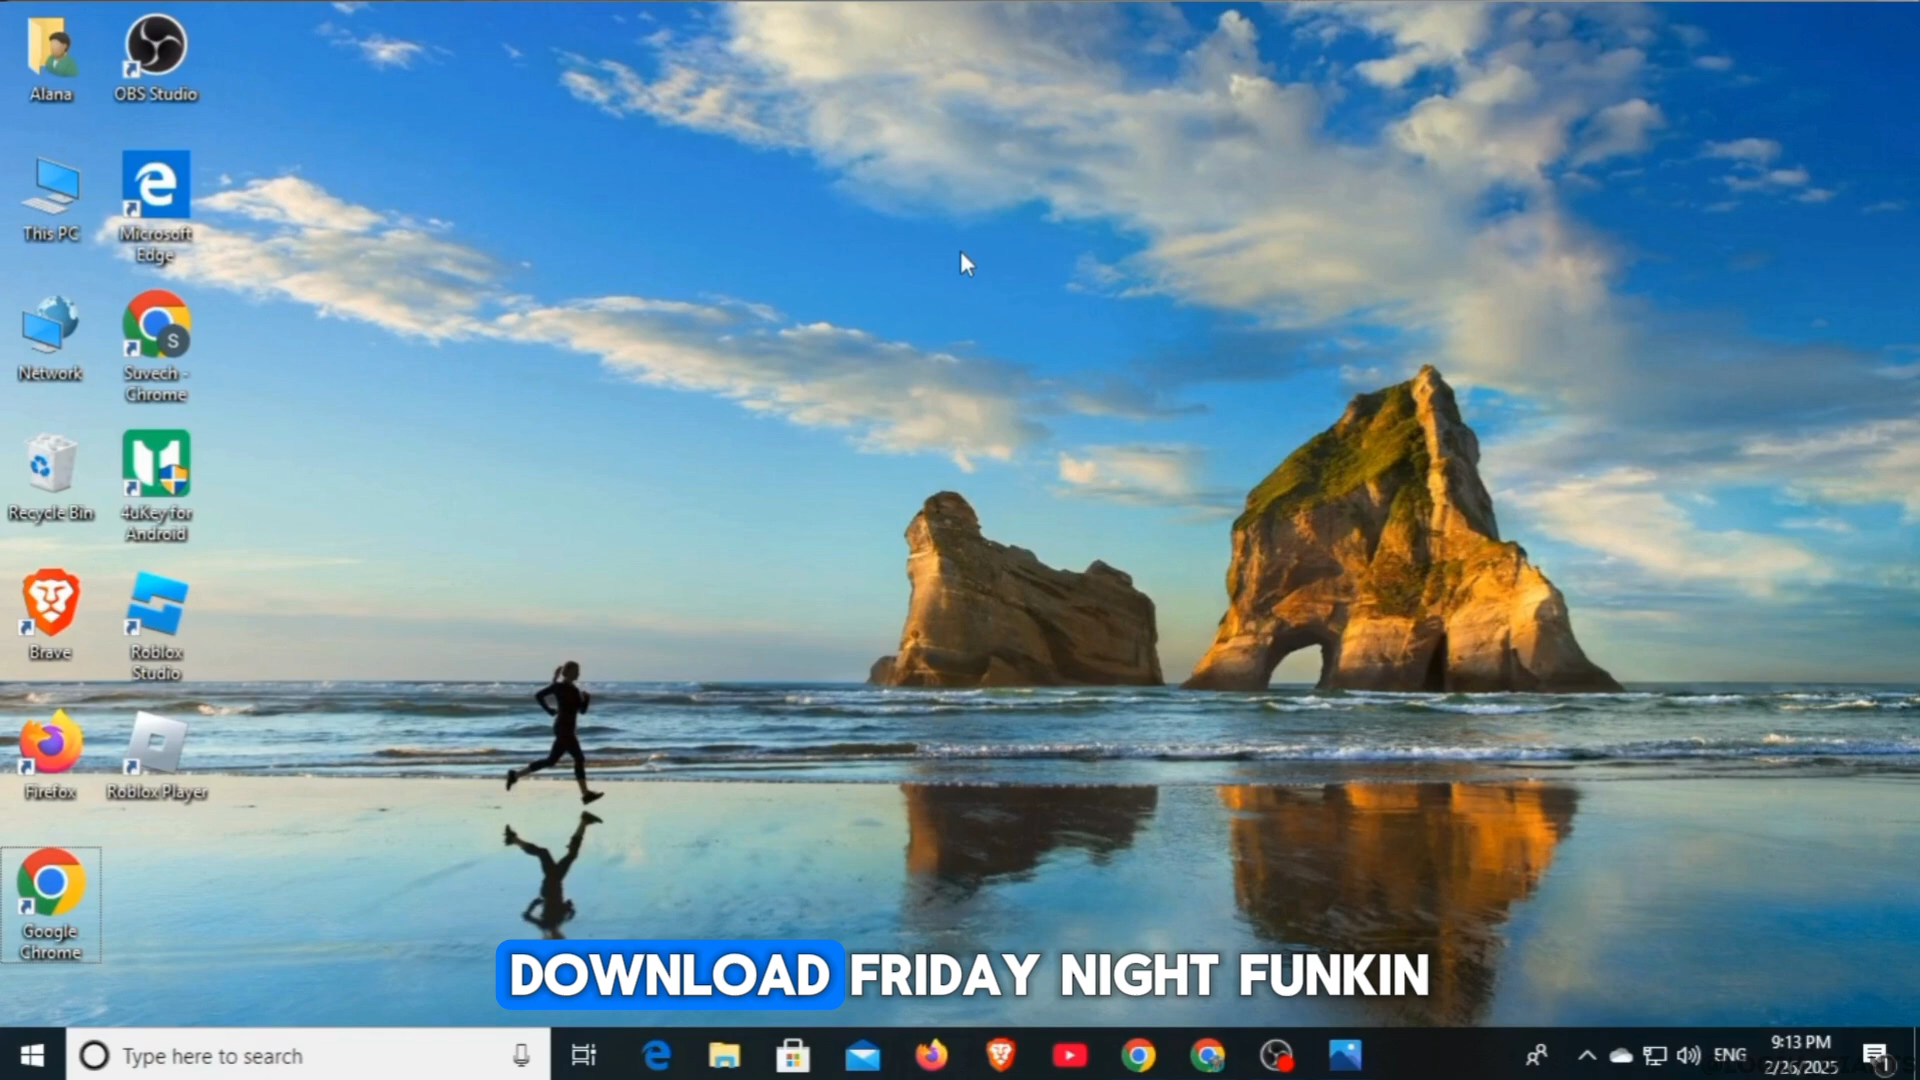 Alana
OBS Studio
This PC
Microsoft
Edge
Network
S
Suvech -
Chrome
Recycle Bin
4uKey for
Android
Brave
Roblox
Studio
Firefox
Roblox Player
Google
Chrome
DOWNLOAD FRIDAY NIGHT FUNKIN
Type here to search
ENG
9:13 PM
2/26/2025
1